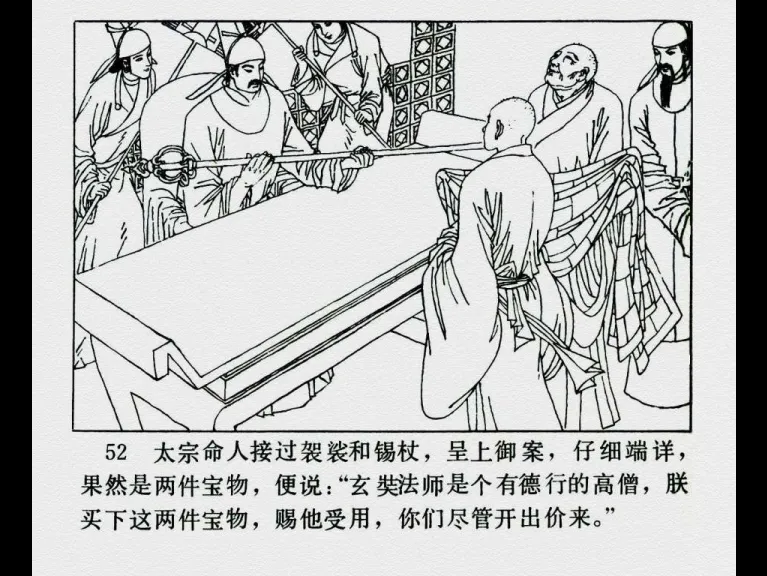 52 太宗命人接过袈裟和锡杖，呈上御案，仔细端详，
果然是两件宝物，便说：“玄奘法师是个有德行的高僧，朕
买下这两件宝物，赐他受用，你们尽管开出价来。”